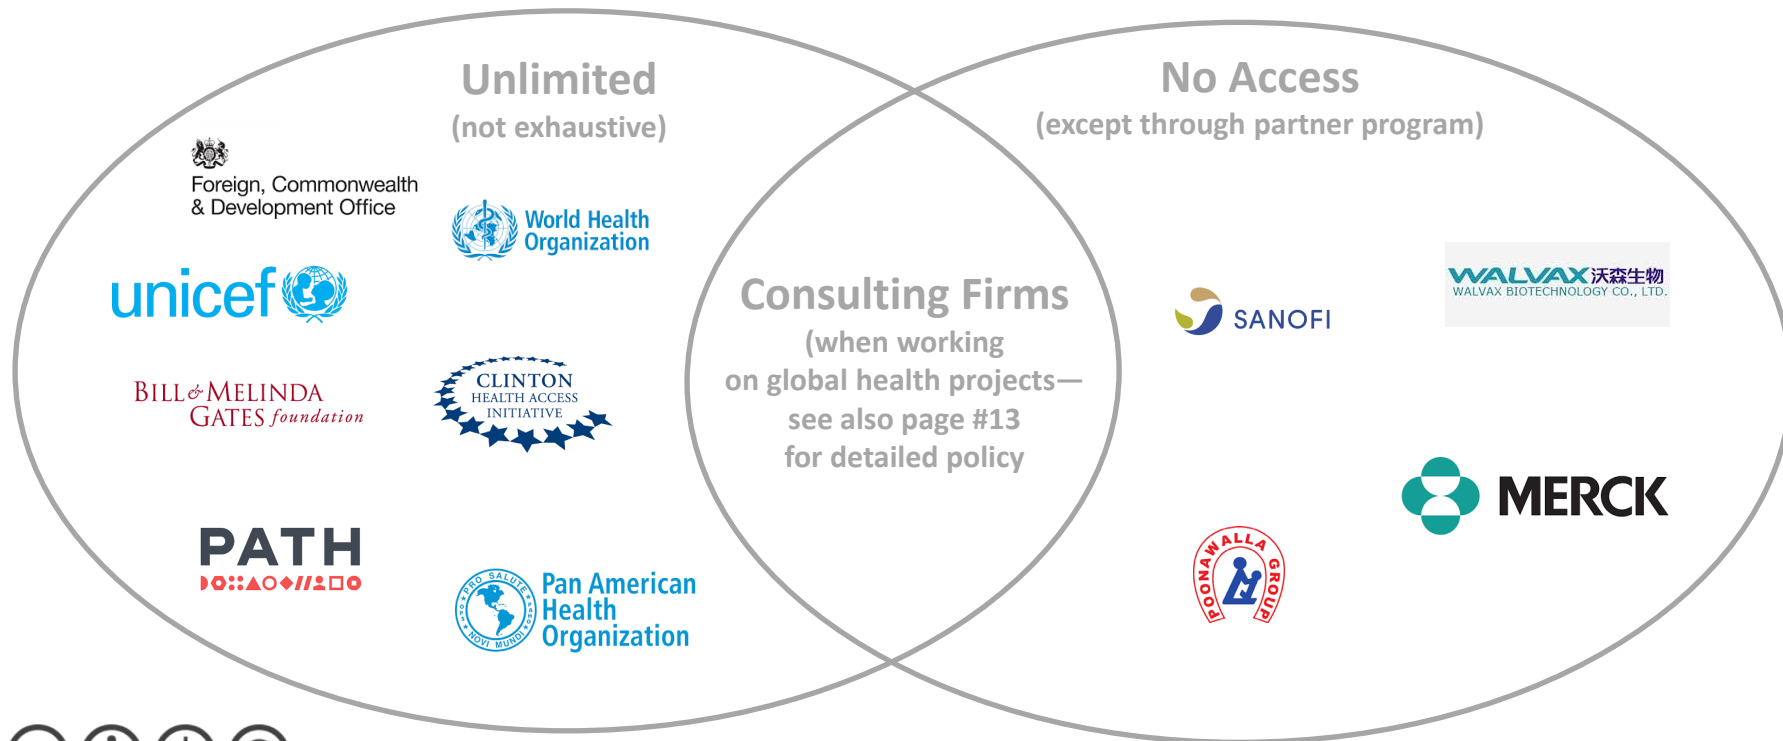 Unlimited
(not exhaustive)
Foreign, Commonwealth
& Development Office
World Health
Organization
unicef
BILL & MELINDA
GATES foundation
CLINTON
HEALTH ACCESS
INITIATIVE
PATH
PRO SALUTE
NOVI MUNDI
Pan American
Health
Organization
Consulting Firms
(when working
on global health projects—
see also page #13
for detailed policy
No Access
(except through partner program)
SANOFI
WALVAX 沃森生物
WALVAX BIOTECHNOLOGY CO., LTD.
MERCK
POONAWALLA GROUP